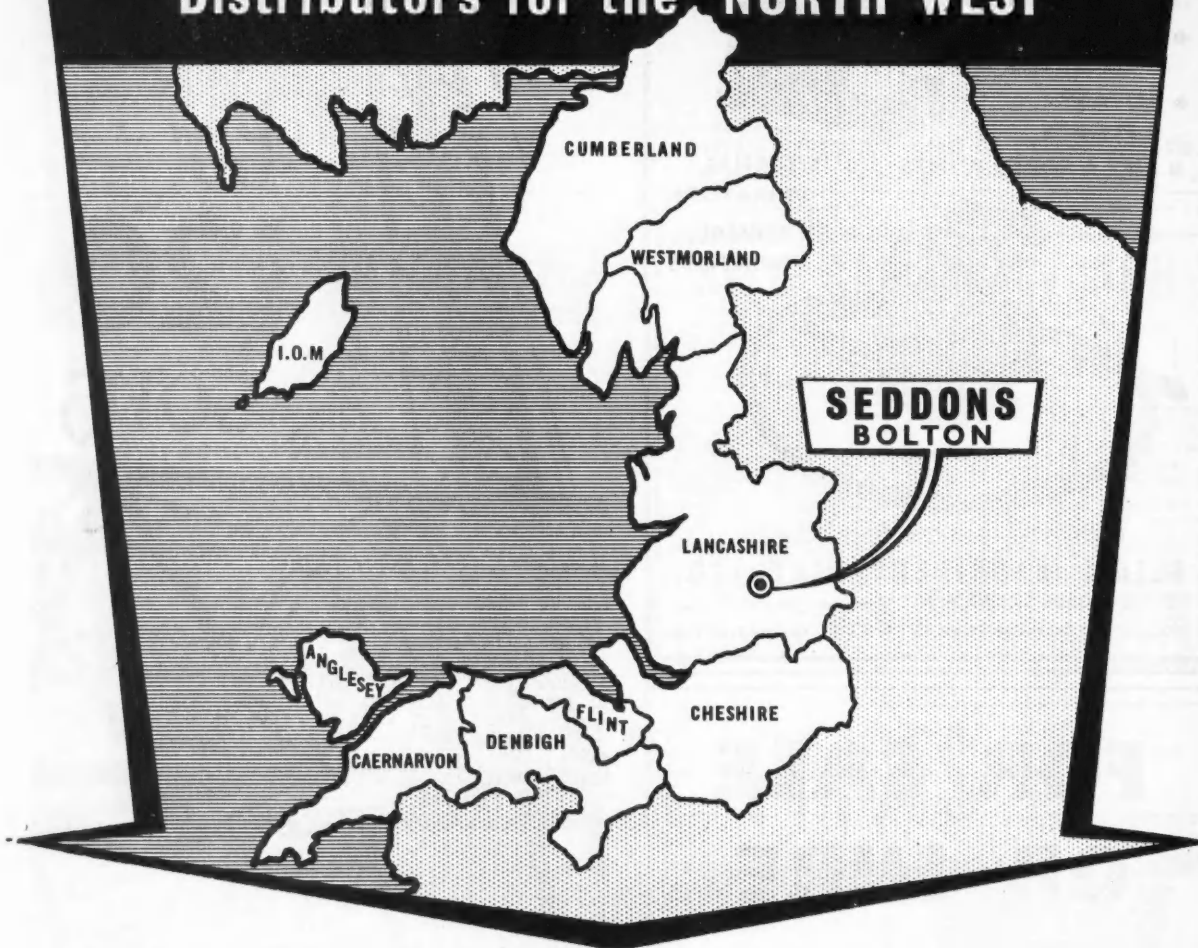 Distributors for the NORTH WEST
CUMBERLAND
WESTMORLAND
I.O.M
SEDDONS
BOLTON
LANCASHIRE
ANGLESEY
FLINT
CHESHIRE
DENBIGH
CAERNARVON